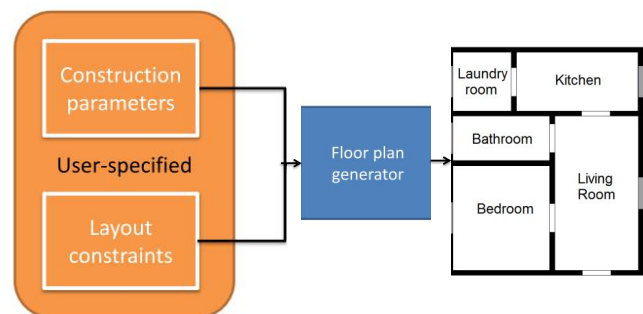 Construction
parameters
User-specified
Layout
constraints
Floor plan
generator
Laundry
room
Kitchen
Bathroom
Living
Room
Bedroom